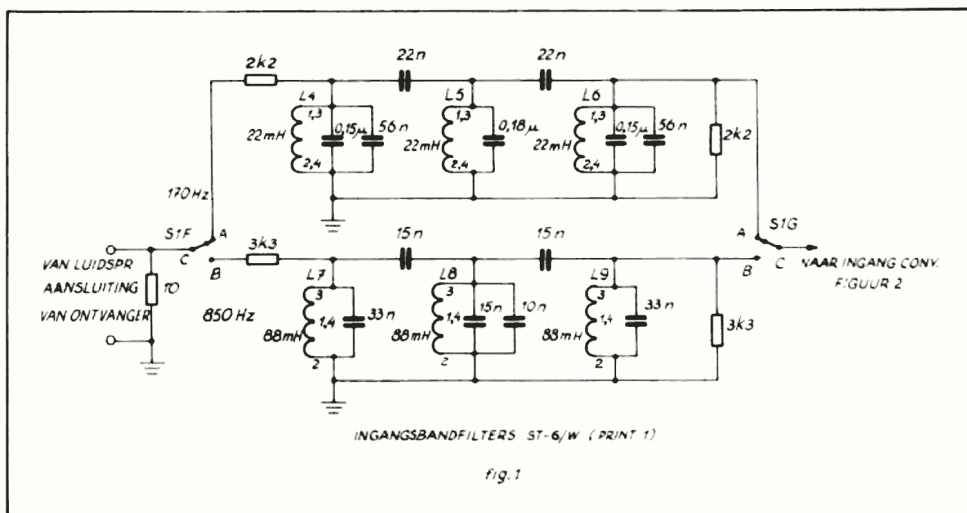 22n 22n
2k2
L4 L5 L6
1,3 1,3 1,3
22mH 0,15μ 56n 22mH 0,18μ 22mH 0,15μ 56n 2k2
2,4 2,4 2,4
170Hz
S1F A A S1G
C C
B B
VAN LUIDSPR.
AANSLUITING
VAN ONTVANGER
10
NAAR INGANG CONV.
FIGUUR 2
850 Hz
3k3 15n 15n
L7 L8 L9
3 3 3
1,4 33n 1,4 15n 10n 1,4 33n 3k3
88mH 88mH 88mH
2 2 2
INGANGSBANDFILTERS ST-6/W (PRINT 1)
fig. 1